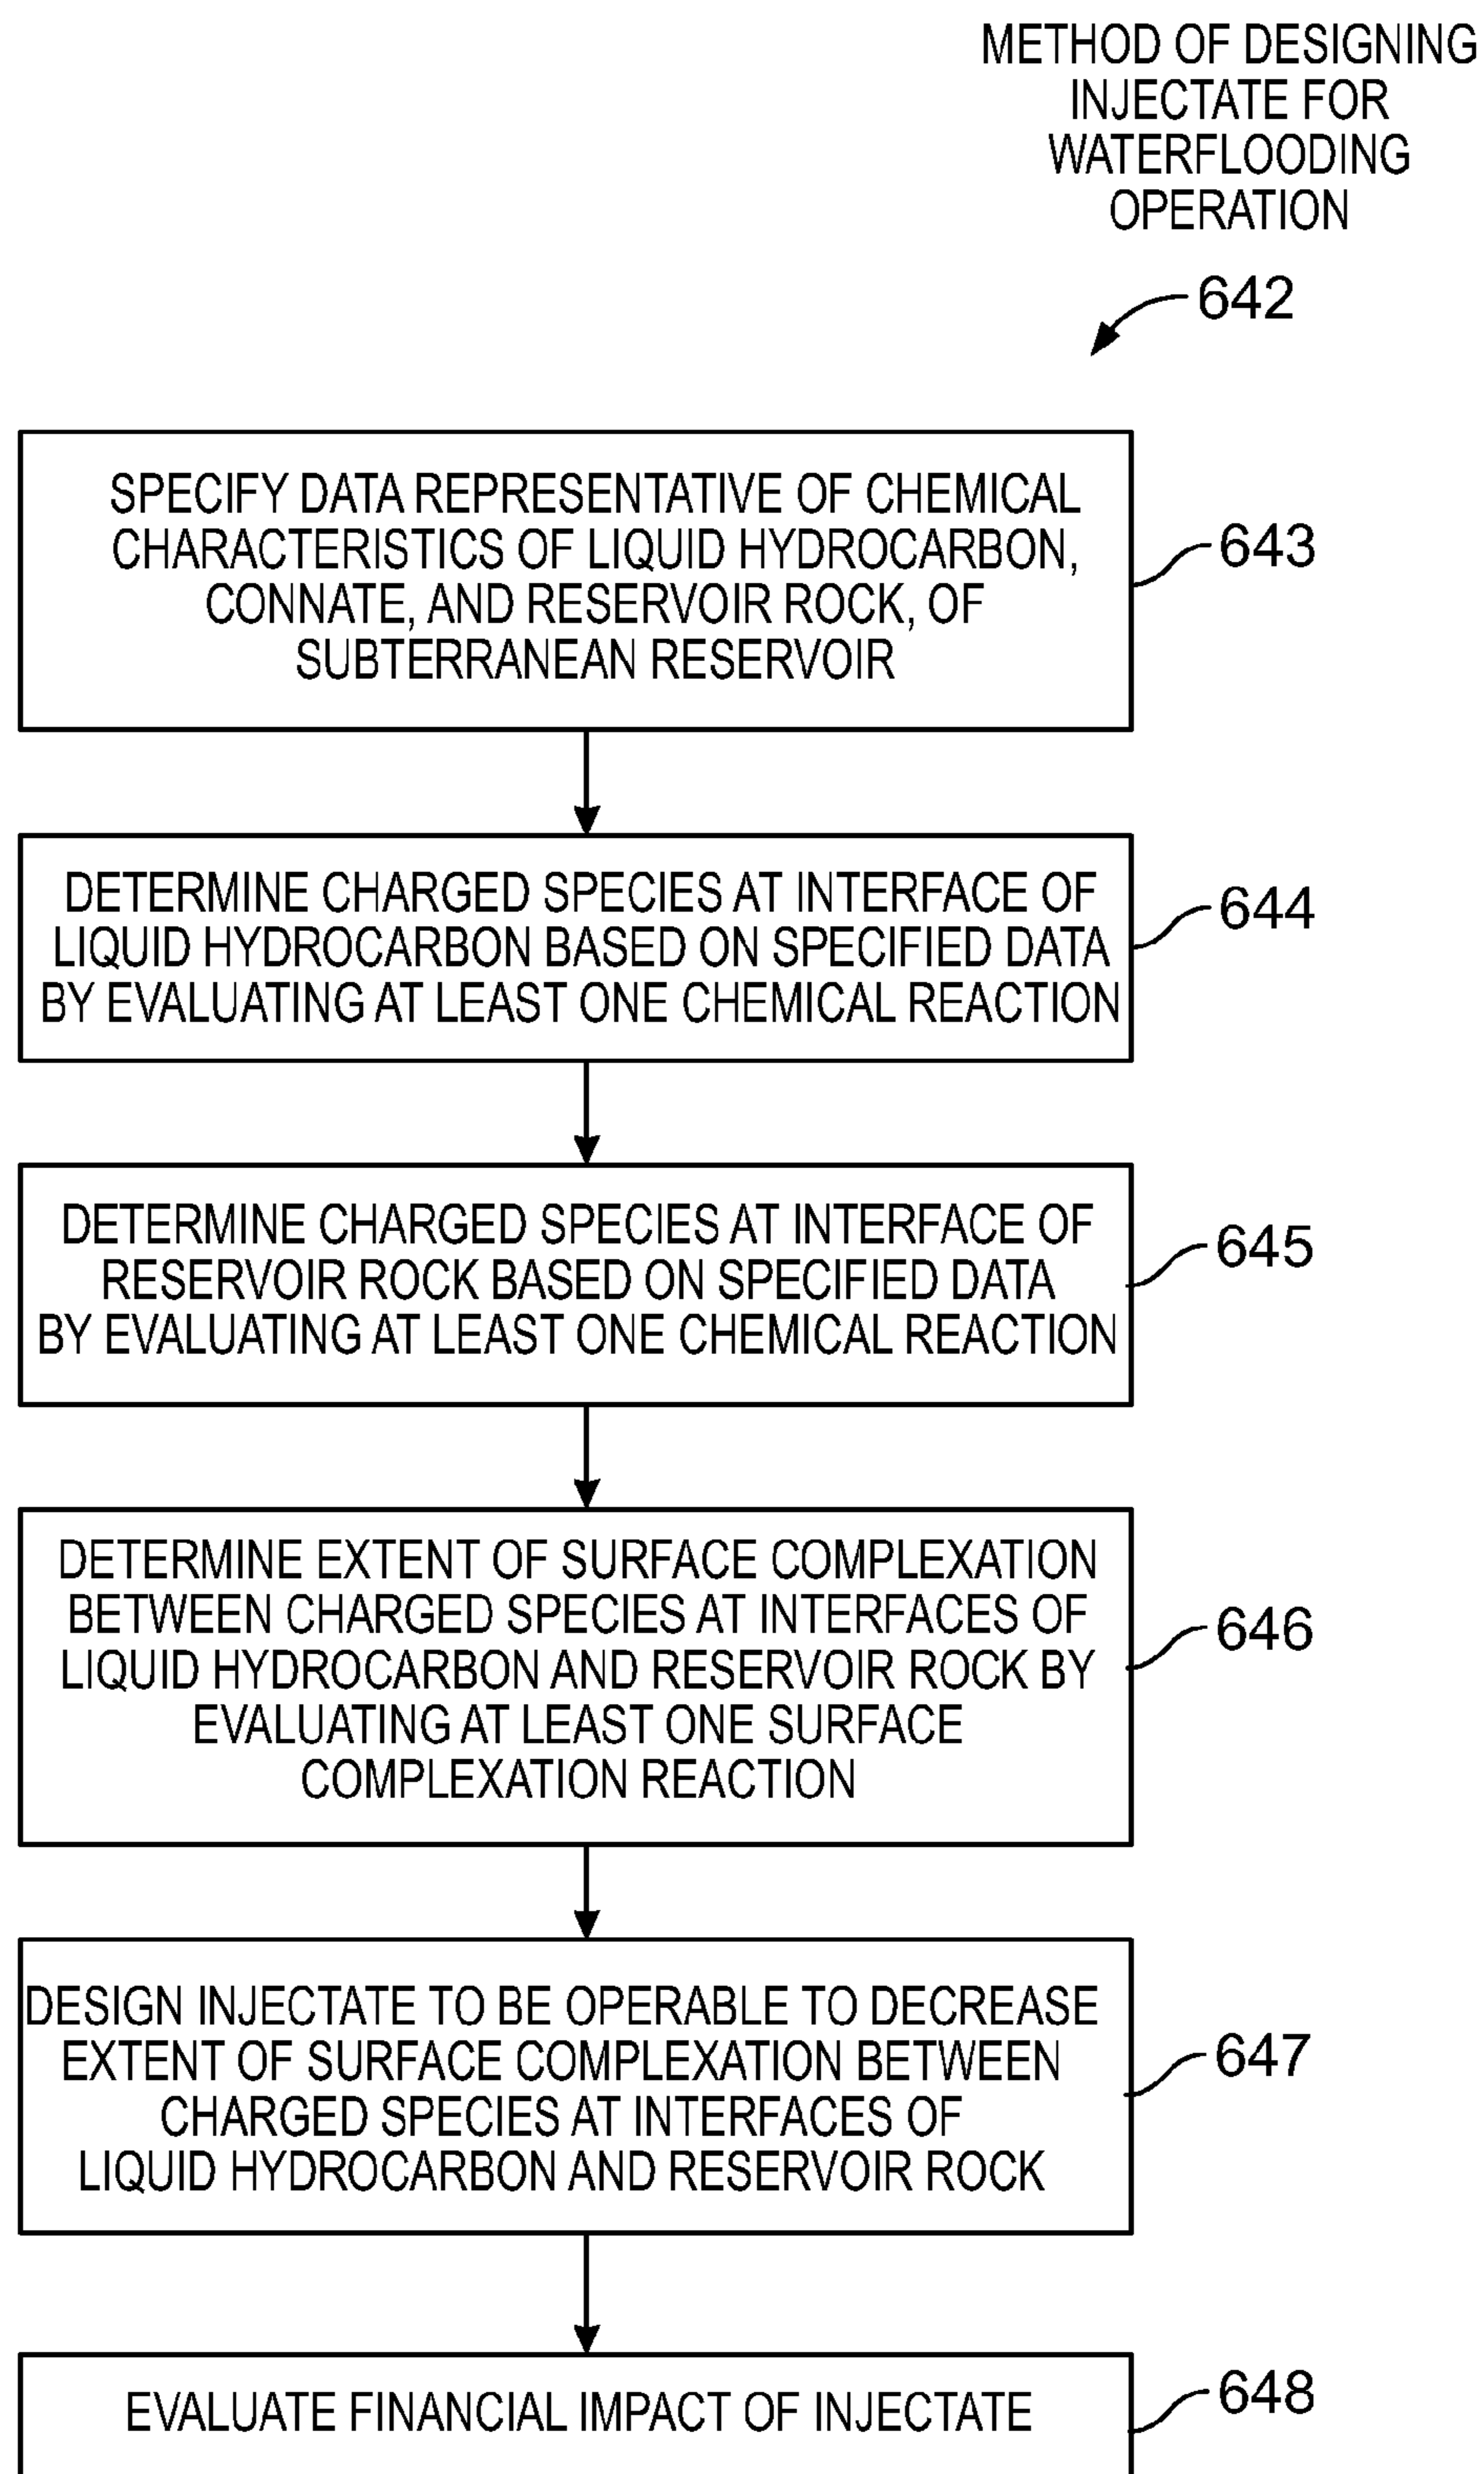 METHOD OF DESIGNING
INJECTATE FOR
WATERFLOODING
OPERATION
642
SPECIFY DATA REPRESENTATIVE OF CHEMICAL
CHARACTERISTICS OF LIQUID HYDROCARBON,
CONNATE, AND RESERVOIR ROCK, OF
SUBTERRANEAN RESERVOIR
643
DETERMINE CHARGED SPECIES AT INTERFACE OF
LIQUID HYDROCARBON BASED ON SPECIFIED DATA
BY EVALUATING AT LEAST ONE CHEMICAL REACTION
644
DETERMINE CHARGED SPECIES AT INTERFACE OF
RESERVOIR ROCK BASED ON SPECIFIED DATA
BY EVALUATING AT LEAST ONE CHEMICAL REACTION
645
DETERMINE EXTENT OF SURFACE COMPLEXATION
BETWEEN CHARGED SPECIES AT INTERFACES OF
LIQUID HYDROCARBON AND RESERVOIR ROCK BY
EVALUATING AT LEAST ONE SURFACE
COMPLEXATION REACTION
646
DESIGN INJECTATE TO BE OPERABLE TO DECREASE
EXTENT OF SURFACE COMPLEXATION BETWEEN
CHARGED SPECIES AT INTERFACES OF
LIQUID HYDROCARBON AND RESERVOIR ROCK
647
EVALUATE FINANCIAL IMPACT OF INJECTATE
648